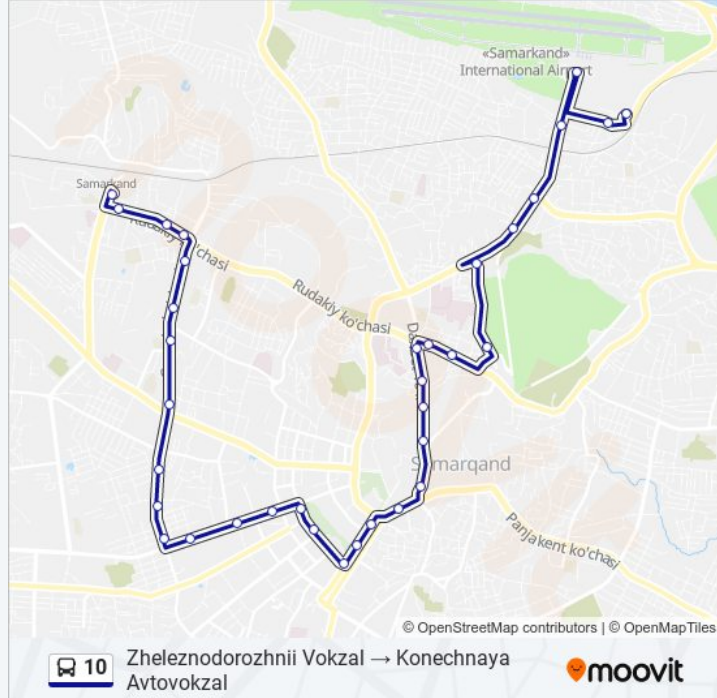 «Samarkand»
International Airport
Samarkand
Rudakiy ko'chasi
Rudakiy ko'chasi
Samarqand
Panjakent ko'chasi
© OpenStreetMap contributors | © OpenMapTiles
10
Zheleznodorozhnii Vokzal → Konechnaya
Avtovokzal
moovit